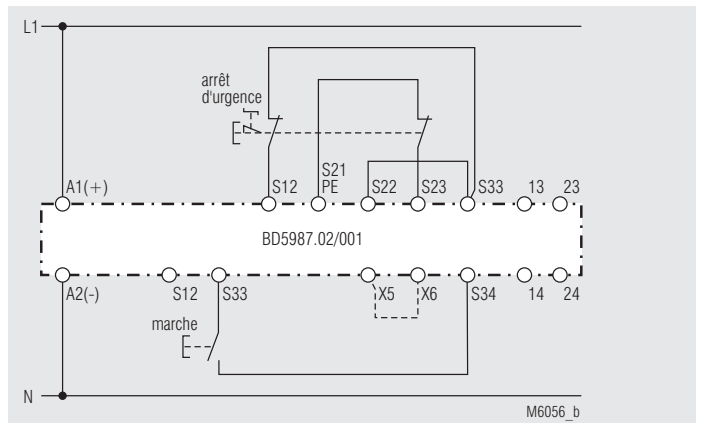 L1
arrêt
d'urgence
A1(+) S12 S21 PE S22 S23 S33 13 23
BD5987.02/001
A2(-) S12 S33 X5 X6 S34 14 24
marche
N
M6056_b